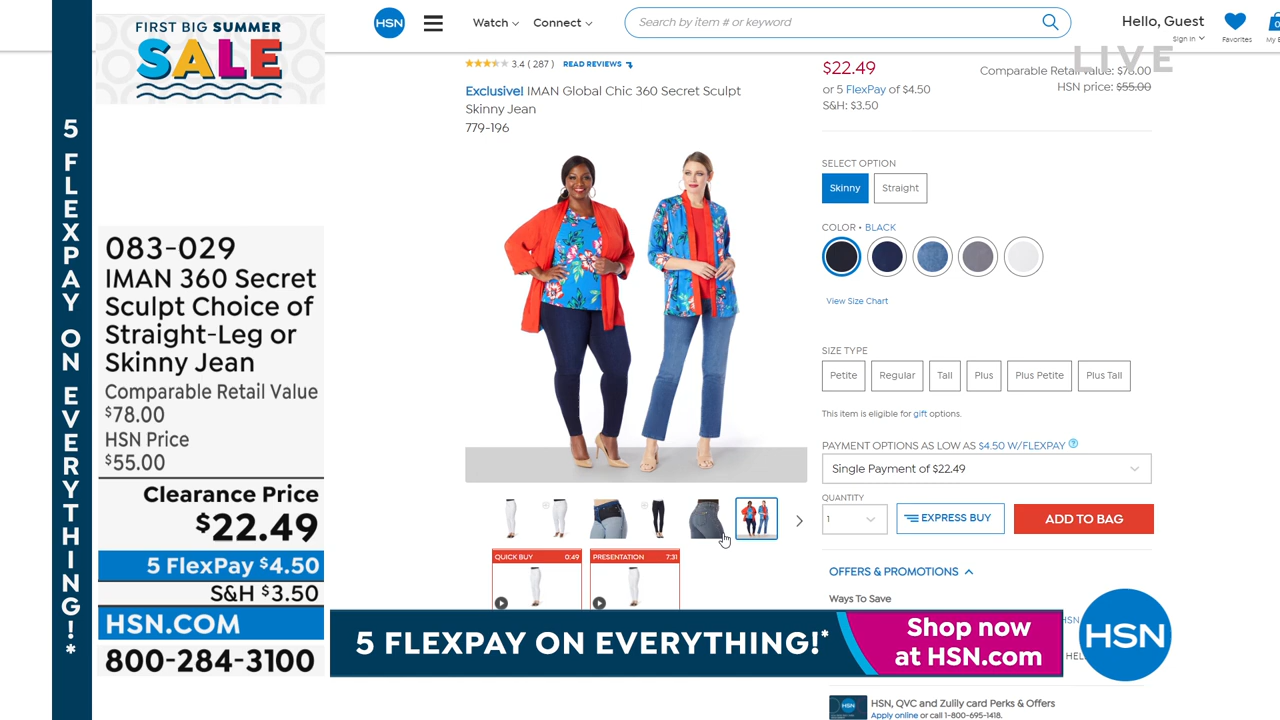 5 FLEXPAY ON EVERYTHING!*
FIRST BIG SUMMER
SALE
083-029
IMAN 360 Secret
Sculpt Choice of
Straight-Leg or
Skinny Jean
Comparable Retail Value
$78.00
HSN Price
$55.00
Clearance Price
$22.49
5 FlexPay $4.50
S&H $3.50
HSN.COM
800-284-3100
HSN
Watch
Connect
Search by item # or keyword
Hello, Guest
Sign In
Favorites
0
LIVE
3.4 ( 287 ) READ REVIEWS
Exclusive! IMAN Global Chic 360 Secret Sculpt
Skinny Jean
779-196
$22.49
or 5 FlexPay of $4.50
S&H: $3.50
Comparable Retail Value: $78.00
HSN price: $55.00
SELECT OPTION
Skinny
Straight
COLOR • BLACK
View Size Chart
SIZE TYPE
Petite
Regular
Tall
Plus
Plus Petite
Plus Tall
This item is eligible for gift options.
PAYMENT OPTIONS AS LOW AS $4.50 W/FLEXPAY ?
Single Payment of $22.49
QUANTITY
1
EXPRESS BUY
ADD TO BAG
QUICK BUY 0:49
PRESENTATION 7:31
OFFERS & PROMOTIONS
Ways To Save
5 FLEXPAY ON EVERYTHING!*
Shop now
at HSN.com
HSN
HSN, QVC and Zulily card Perks & Offers
Apply online or call 1-800-695-1418.